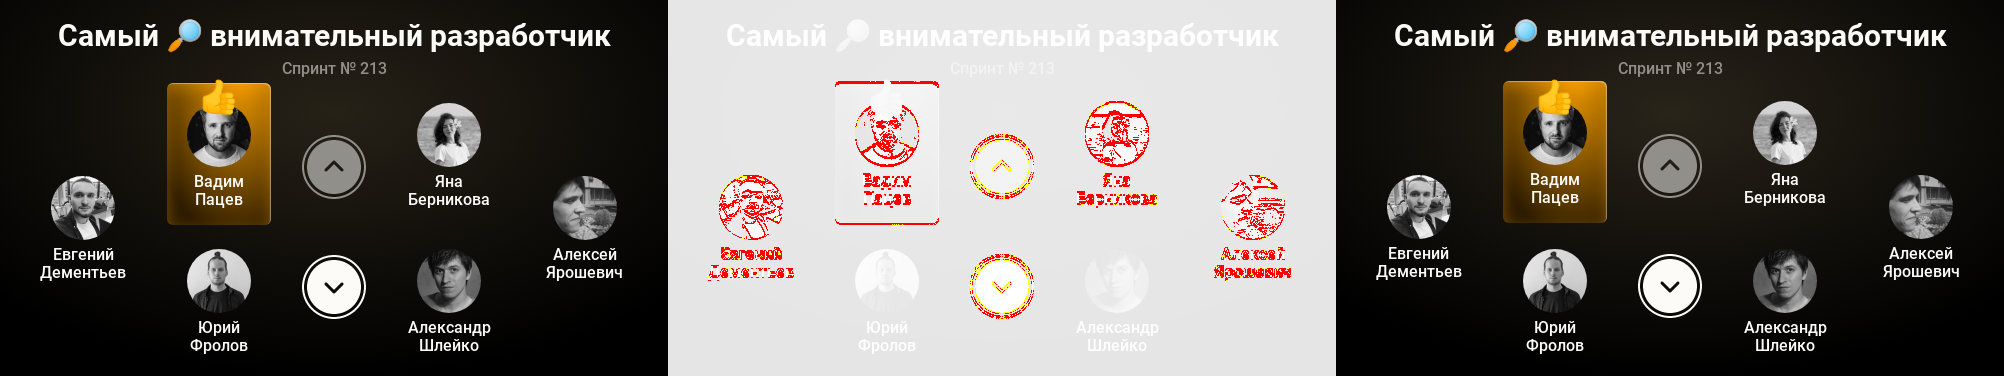 Самый 🔎 внимательный разработчик
Спринт № 213
Вадим
Пацев
Яна
Берникова
Евгений
Дементьев
Алексей
Ярошевич
Юрий
Фролов
Александр
Шлейко
Самый 🔎 внимательный разработчик
Спринт № 213
Вадим
Пацев
Яна
Берникова
Евгений
Дементьев
Алексей
Ярошевич
Юрий
Фролов
Александр
Шлейко
Самый 🔎 внимательный разработчик
Спринт № 213
Вадим
Пацев
Яна
Берникова
Евгений
Дементьев
Алексей
Ярошевич
Юрий
Фролов
Александр
Шлейко